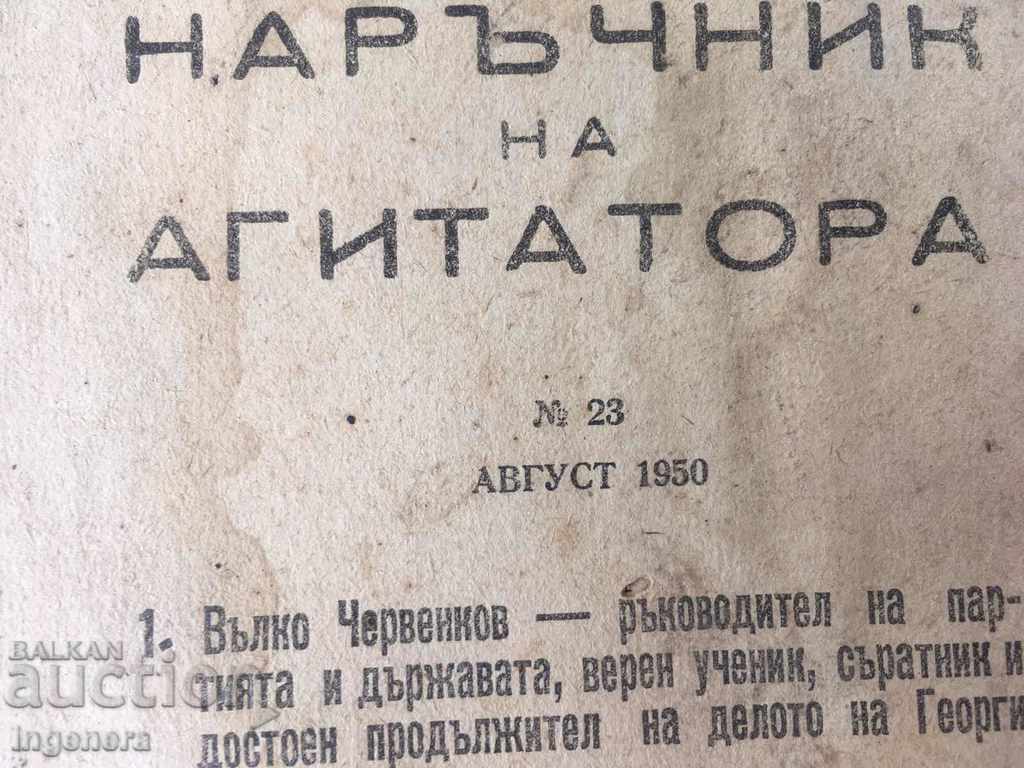 НАРЪЧНИК
НА
АГИТАТОРА
№ 23
АВГУСТ 1950
1. Вълко Червенков — ръководител на пар-
тията и държавата, верен ученик, съратник и
достоен продължител на делото на Георги
BALKAN
auction
Ingenora